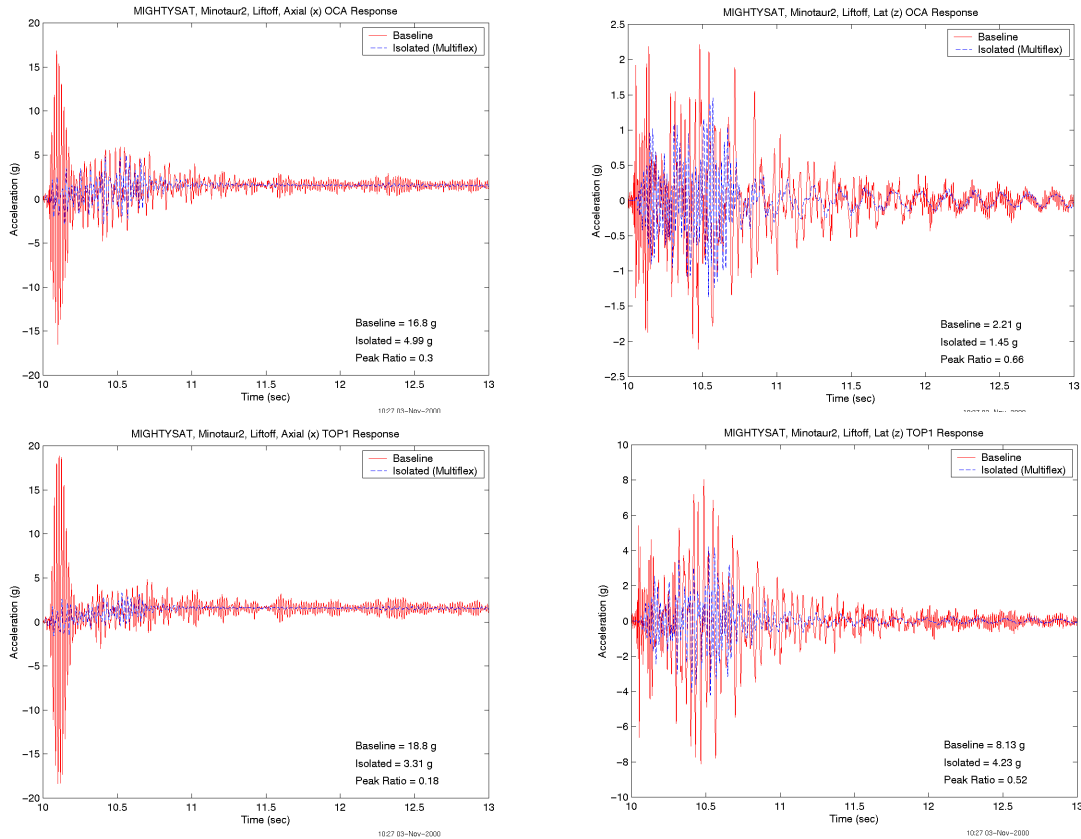 MIGHTYSAT, Minotaur2, Liftoff, Axial (x) OCA Response
Baseline
Isolated (Multiflex)
20
15
10
5
0
−5
−10
−15
−20
Acceleration (g)
Baseline = 16.8 g
Isolated = 4.99 g
Peak Ratio = 0.3
10 10.5 11 11.5 12 12.5 13
Time (sec)
10:27 03-Nov-2000
MIGHTYSAT, Minotaur2, Liftoff, Lat (z) OCA Response
Baseline
Isolated (Multiflex)
2.5
2
1.5
1
0.5
0
−0.5
−1
−1.5
−2
−2.5
Acceleration (g)
Baseline = 2.21 g
Isolated = 1.45 g
Peak Ratio = 0.66
10 10.5 11 11.5 12 12.5 13
Time (sec)
10:27 03-Nov-2000
MIGHTYSAT, Minotaur2, Liftoff, Axial (x) TOP1 Response
Baseline
Isolated (Multiflex)
20
15
10
5
0
−5
−10
−15
−20
Acceleration (g)
Baseline = 18.8 g
Isolated = 3.31 g
Peak Ratio = 0.18
10 10.5 11 11.5 12 12.5 13
Time (sec)
10:27 03-Nov-2000
MIGHTYSAT, Minotaur2, Liftoff, Lat (z) TOP1 Response
Baseline
Isolated (Multiflex)
10
8
6
4
2
0
−2
−4
−6
−8
−10
Acceleration (g)
Baseline = 8.13 g
Isolated = 4.23 g
Peak Ratio = 0.52
10 10.5 11 11.5 12 12.5 13
Time (sec)
10:27 03-Nov-2000